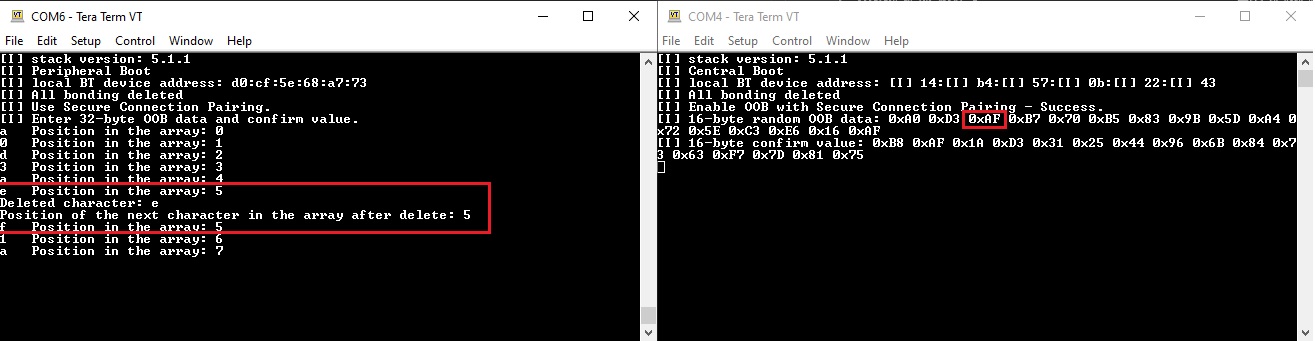 COM6 - Tera Term VT
File Edit Setup Control Window Help
[I] stack version: 5.1.1
[I] Peripheral Boot
[I] local BT device address: d0:cf:5e:68:a7:73
[I] All bonding deleted
[I] Use Secure Connection Pairing.
[I] Enter 32-byte OOB data and confirm value.
a Position in the array: 0
0 Position in the array: 1
d Position in the array: 2
3 Position in the array: 3
a Position in the array: 4
e Position in the array: 5
Deleted character: e
Position of the next character in the array after delete: 5
f Position in the array: 5
1 Position in the array: 6
a Position in the array: 7
COM4 - Tera Term VT
File Edit Setup Control Window Help
[I] stack version: 5.1.1
[I] Central Boot
[I] local BT device address: [I] 14:[I] b4:[I] 57:[I] 0b:[I] 22:[I] 43
[I] All bonding deleted
[I] Enable OOB with Secure Connection Pairing - Success.
[I] 16-byte random OOB data: 0xA0 0xD3 0xAF 0xB7 0x70 0xB5 0x83 0x9B 0x5D 0xA4 0
x72 0x5E 0xC3 0xE6 0x16 0xAF
[I] 16-byte confirm value: 0xB8 0xAF 0x1A 0xD3 0x31 0x25 0x44 0x96 0x6B 0x84 0x7
3 0x63 0xF7 0x7D 0x81 0x75